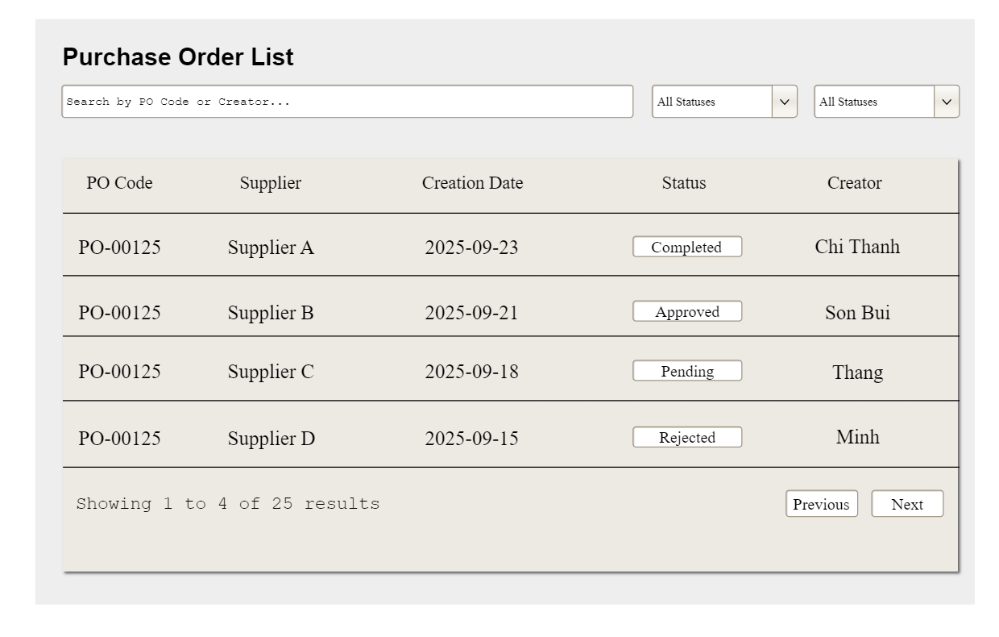 Purchase Order List
Search by PO Code or Creator...
All Statuses
All Statuses
PO Code Supplier Creation Date Status Creator
PO-00125 Supplier A 2025-09-23 Completed Chi Thanh
PO-00125 Supplier B 2025-09-21 Approved Son Bui
PO-00125 Supplier C 2025-09-18 Pending Thang
PO-00125 Supplier D 2025-09-15 Rejected Minh
Showing 1 to 4 of 25 results
Previous Next